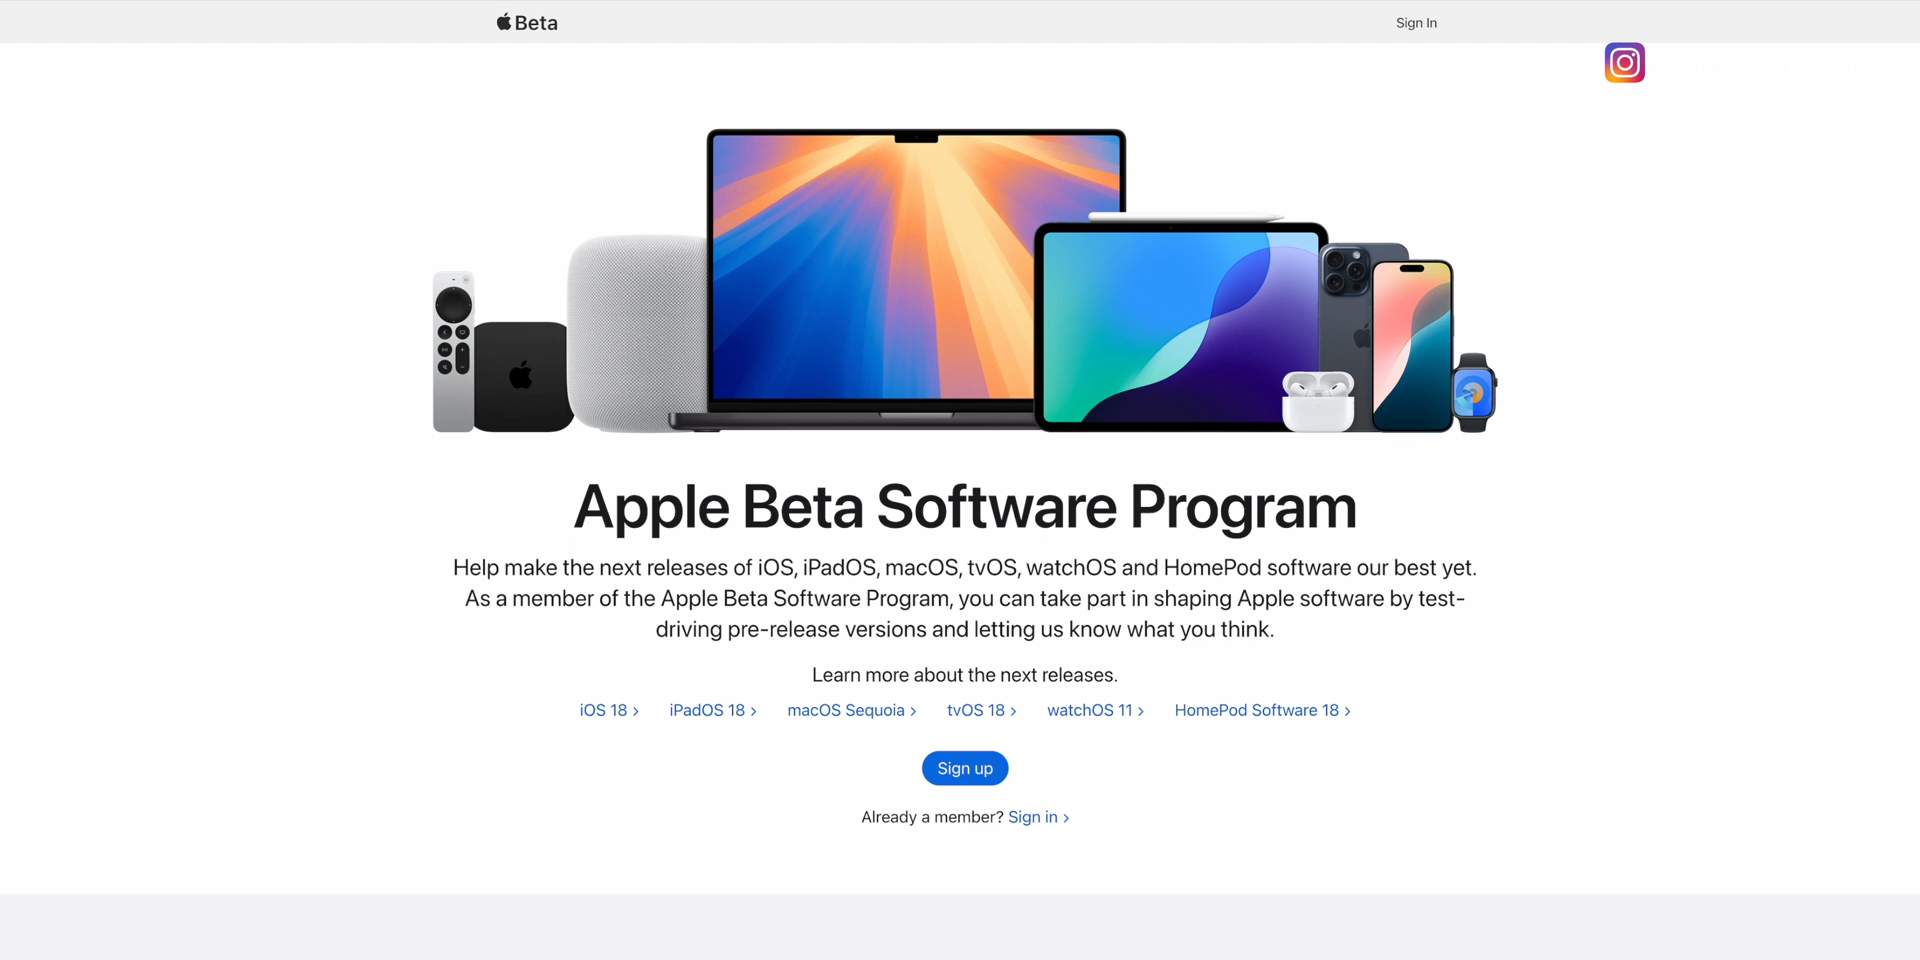 Beta
Sign In
Apple Beta Software Program
Help make the next releases of iOS, iPadOS, macOS, tvOS, watchOS and HomePod software our best yet.
As a member of the Apple Beta Software Program, you can take part in shaping Apple software by test-
driving pre-release versions and letting us know what you think.
Learn more about the next releases.
iOS 18 > iPadOS 18 > macOS Sequoia > tvOS 18 > watchOS 11 > HomePod Software 18 >
Sign up
Already a member? Sign in >